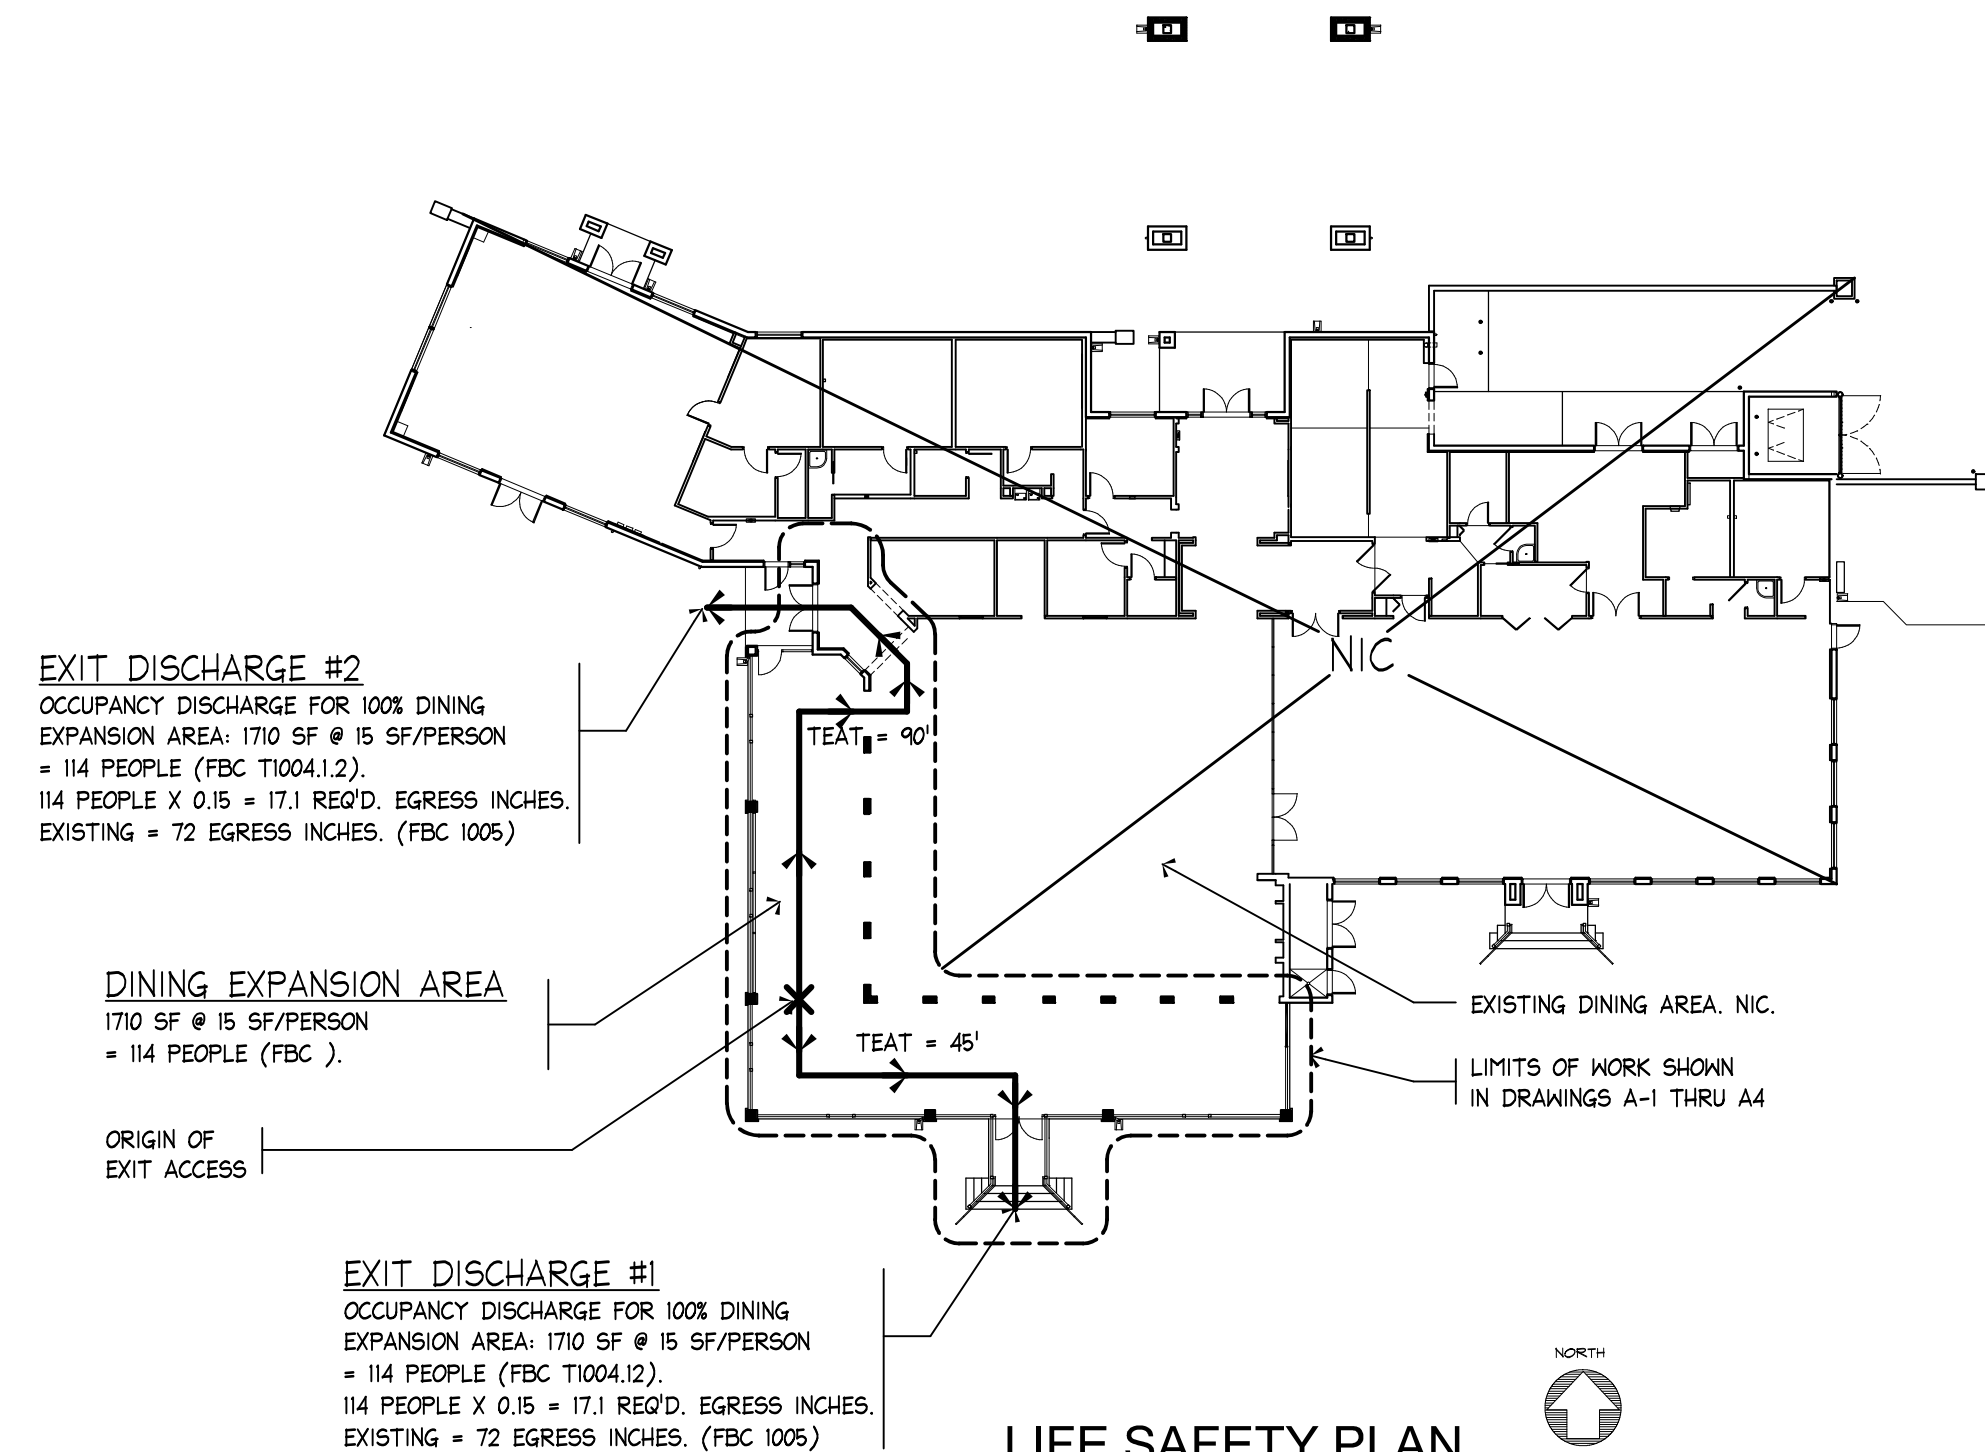 EXIT DISCHARGE #2
OCCUPANCY DISCHARGE FOR 100% DINING
EXPANSION AREA: 1710 SF @ 15 SF/PERSON
= 114 PEOPLE (FBC T1004.1.2).
114 PEOPLE X 0.15 = 17.1 REQ'D. EGRESS INCHES.
EXISTING = 72 EGRESS INCHES. (FBC 1005)
NIC
TEAT = 90'
DINING EXPANSION AREA
1710 SF @ 15 SF/PERSON
= 114 PEOPLE (FBC ).
TEAT = 45'
EXISTING DINING AREA. NIC.
LIMITS OF WORK SHOWN
IN DRAWINGS A-1 THRU A4
ORIGIN OF
EXIT ACCESS
EXIT DISCHARGE #1
OCCUPANCY DISCHARGE FOR 100% DINING
EXPANSION AREA: 1710 SF @ 15 SF/PERSON
= 114 PEOPLE (FBC T1004.12).
114 PEOPLE X 0.15 = 17.1 REQ'D. EGRESS INCHES.
EXISTING = 72 EGRESS INCHES. (FBC 1005)
NORTH
LIFE SAFETY PLAN